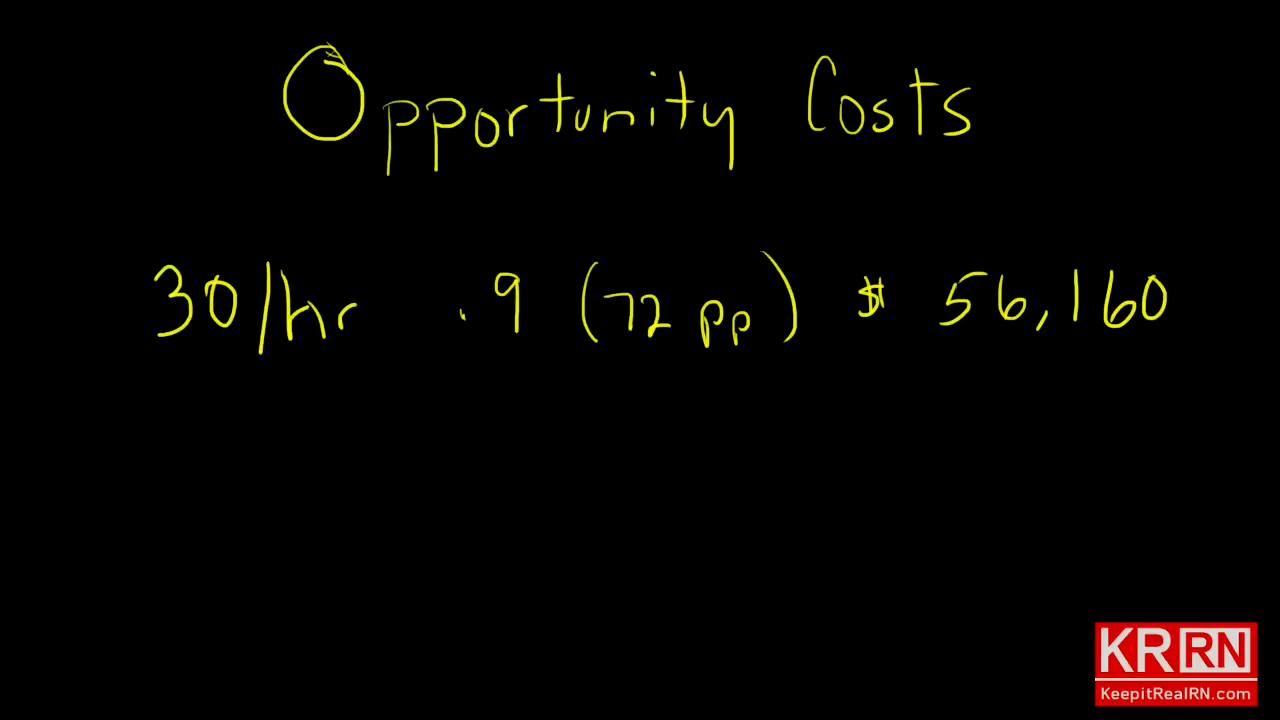 Opportunity Costs
30/hr .9 (72 pp) $ 56,160
KRRN
KeepitRealRN.com